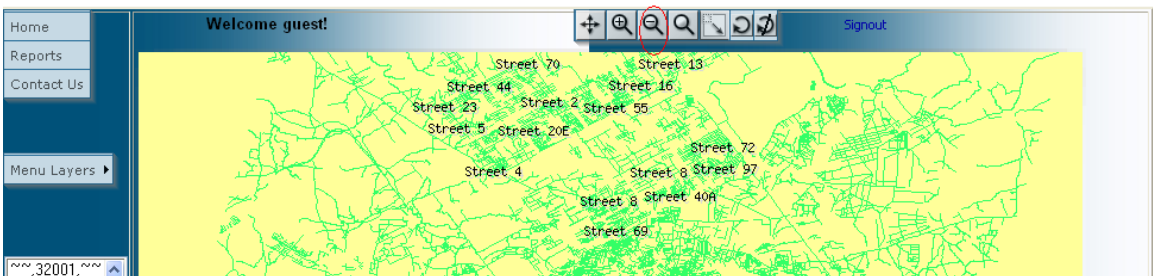 Home
Welcome guest!
Signout
Reports
Contact Us
Street 70
Street 13
Street 44
Street 16
Street 23
Street 2
Street 55
Street 5
Street 20E
Street 72
Menu Layers
Street 4
Street 8
Street 97
Street 8
Street 40A
Street 69
~~,32001,~~